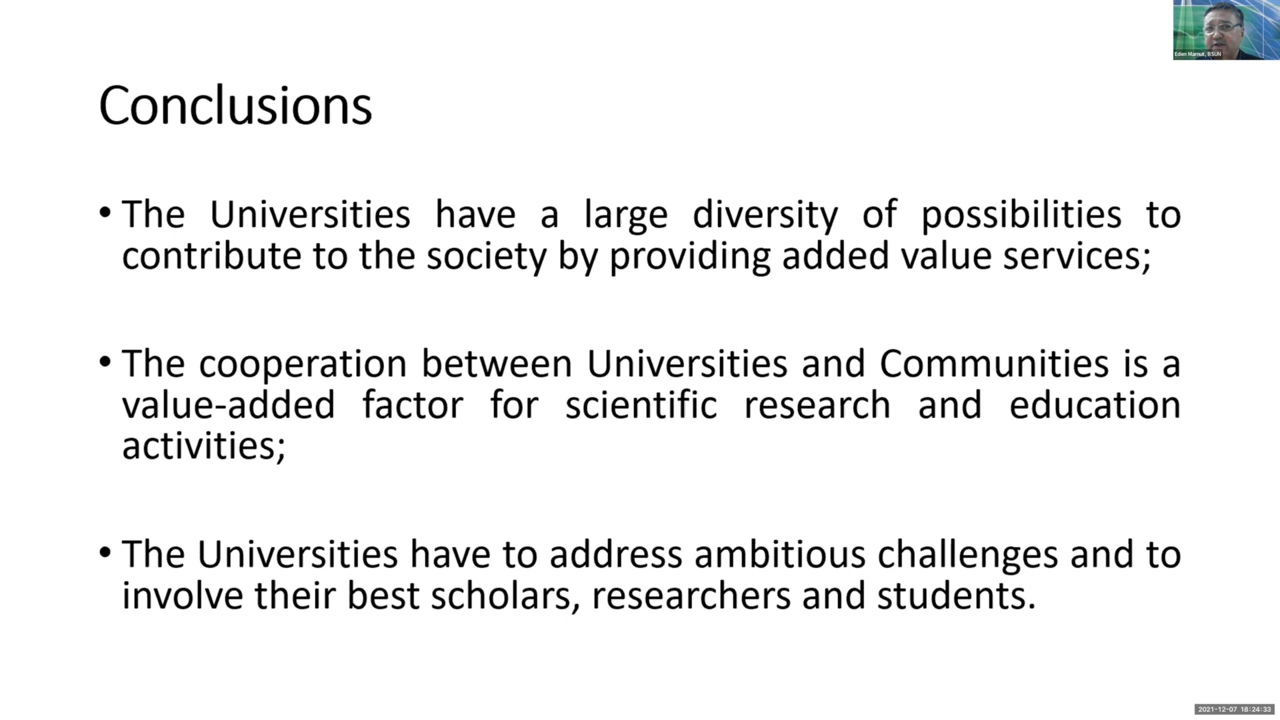 Conclusions
• The Universities have a large diversity of possibilities to
contribute to the society by providing added value services;
• The cooperation between Universities and Communities is a
value-added factor for scientific research and education
activities;
• The Universities have to address ambitious challenges and to
involve their best scholars, researchers and students.
BSUN
2021-12-07 18:24:33